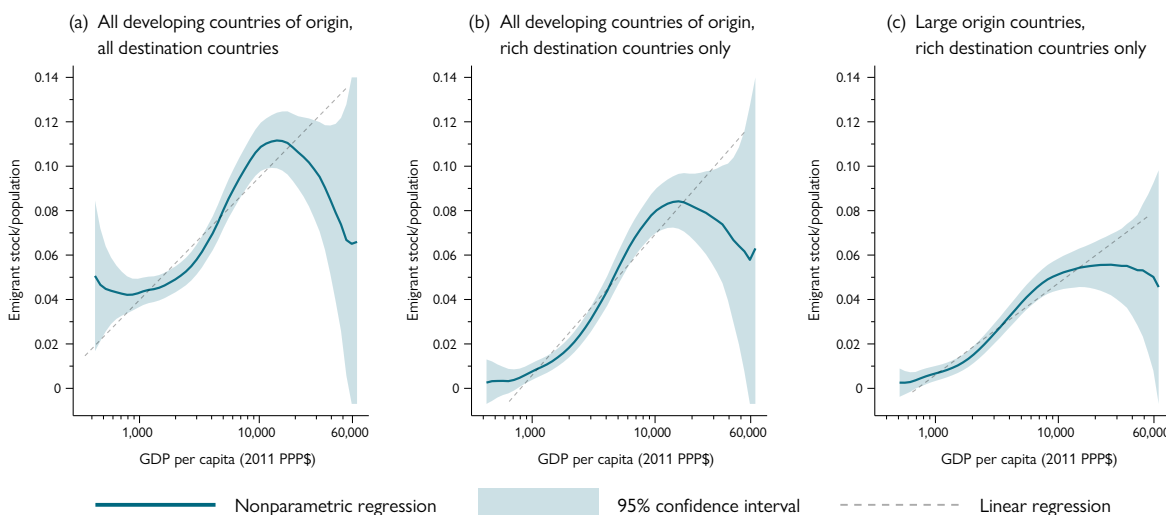 (a) All developing countries of origin,
all destination countries
(b) All developing countries of origin,
rich destination countries only
(c) Large origin countries,
rich destination countries only
Emigrant stock/population
0.14
0.12
0.10
0.08
0.06
0.04
0.02
0
1,000
10,000
60,000
GDP per capita (2011 PPP$)
Emigrant stock/population
0.14
0.12
0.10
0.08
0.06
0.04
0.02
0
1,000
10,000
60,000
GDP per capita (2011 PPP$)
Emigrant stock/population
0.14
0.12
0.10
0.08
0.06
0.04
0.02
0
1,000
10,000
60,000
GDP per capita (2011 PPP$)
Nonparametric regression
95% confidence interval
Linear regression